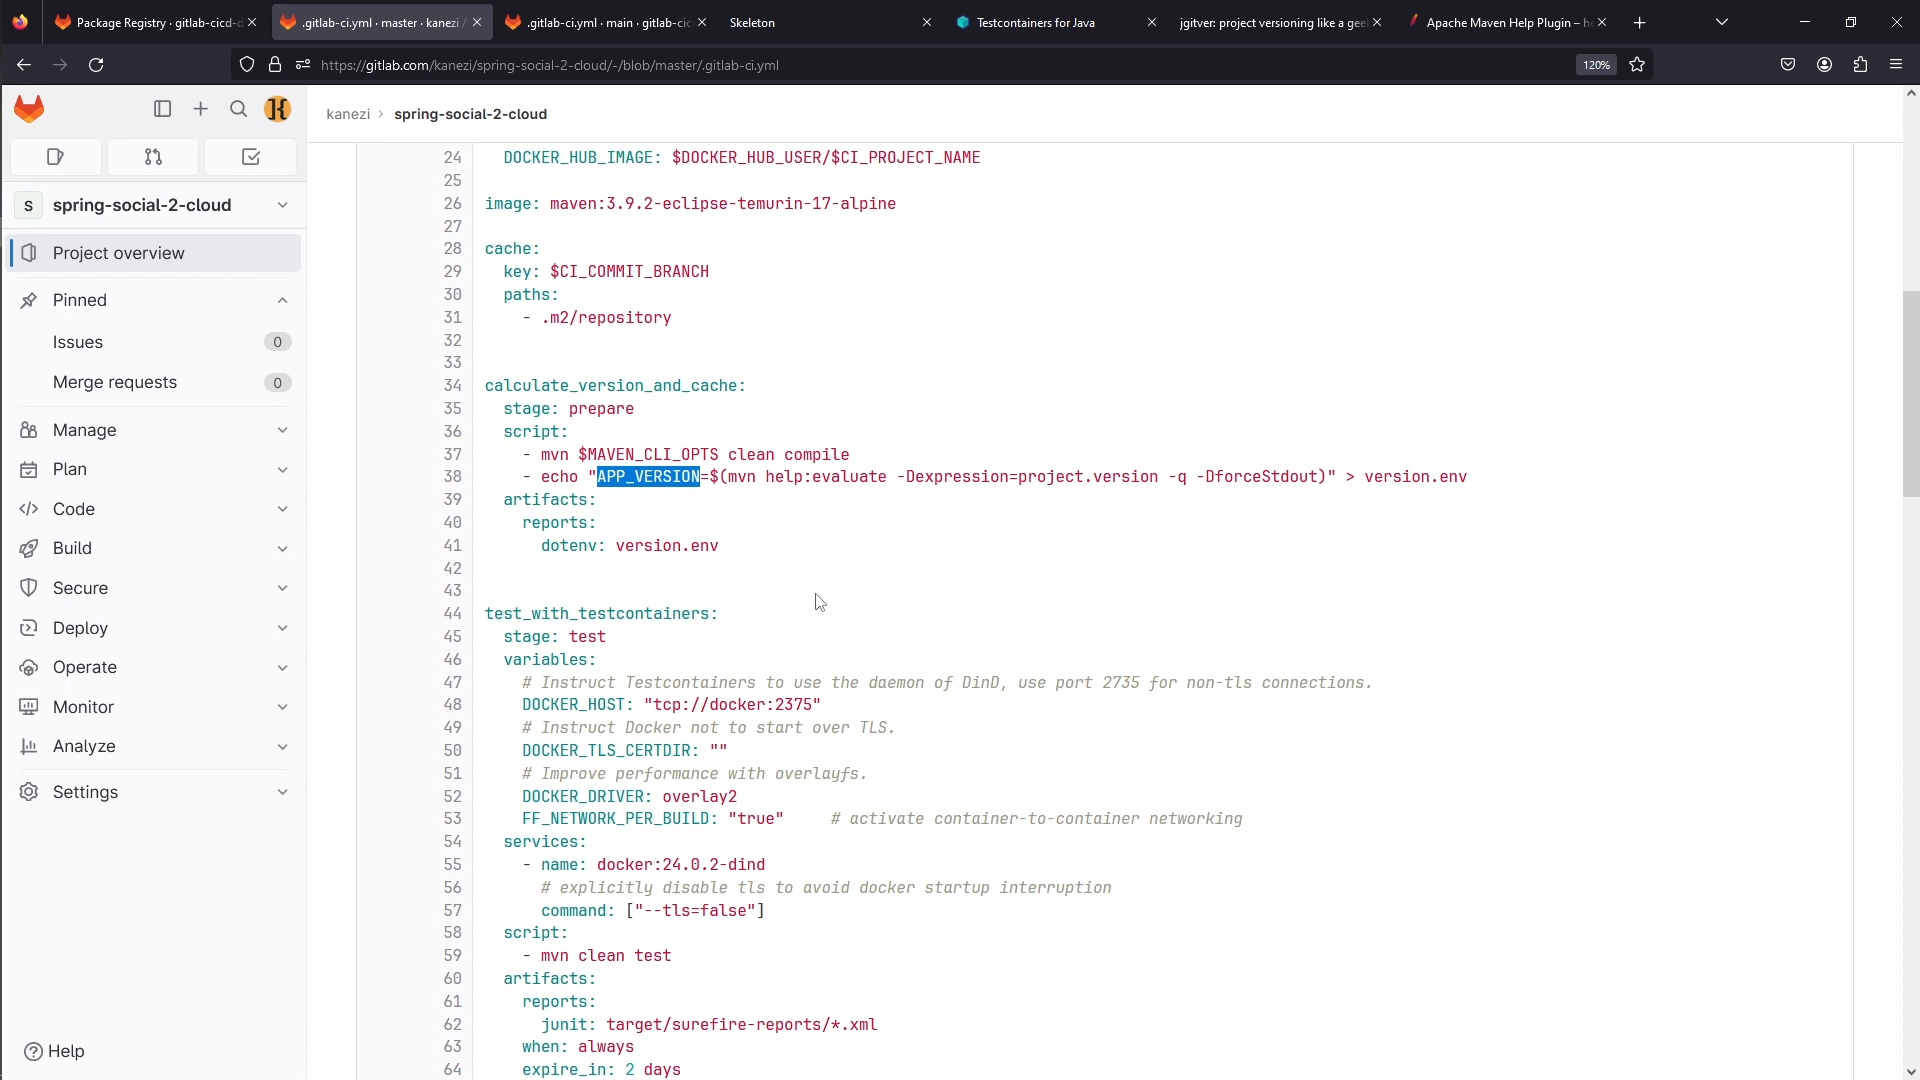 Package Registry · gitlab-cicd-d
.gitlab-ci.yml · master · kanezi /
.gitlab-ci.yml · main · gitlab-cic
Skeleton
Testcontainers for Java
jgitver: project versioning like a geek
Apache Maven Help Plugin – he
https://gitlab.com/kanezi/spring-social-2-cloud/-/blob/master/.gitlab-ci.yml
120%
kanezi > spring-social-2-cloud
S spring-social-2-cloud
Project overview
Pinned
Issues 0
Merge requests 0
Manage
Plan
Code
Build
Secure
Deploy
Operate
Monitor
Analyze
Settings
Help
24 DOCKER_HUB_IMAGE: $DOCKER_HUB_USER/$CI_PROJECT_NAME
25
26 image: maven:3.9.2-eclipse-temurin-17-alpine
27
28 cache:
29 key: $CI_COMMIT_BRANCH
30 paths:
31 - .m2/repository
32
33
34 calculate_version_and_cache:
35 stage: prepare
36 script:
37 - mvn $MAVEN_CLI_OPTS clean compile
38 - echo "APP_VERSION=$(mvn help:evaluate -Dexpression=project.version -q -DforceStdout)" > version.env
39 artifacts:
40 reports:
41 dotenv: version.env
42
43
44 test_with_testcontainers:
45 stage: test
46 variables:
47 # Instruct Testcontainers to use the daemon of DinD, use port 2735 for non-tls connections.
48 DOCKER_HOST: "tcp://docker:2375"
49 # Instruct Docker not to start over TLS.
50 DOCKER_TLS_CERTDIR: ""
51 # Improve performance with overlayfs.
52 DOCKER_DRIVER: overlay2
53 FF_NETWORK_PER_BUILD: "true" # activate container-to-container networking
54 services:
55 - name: docker:24.0.2-dind
56 # explicitly disable tls to avoid docker startup interruption
57 command: ["--tls=false"]
58 script:
59 - mvn clean test
60 artifacts:
61 reports:
62 junit: target/surefire-reports/*.xml
63 when: always
64 expire_in: 2 days